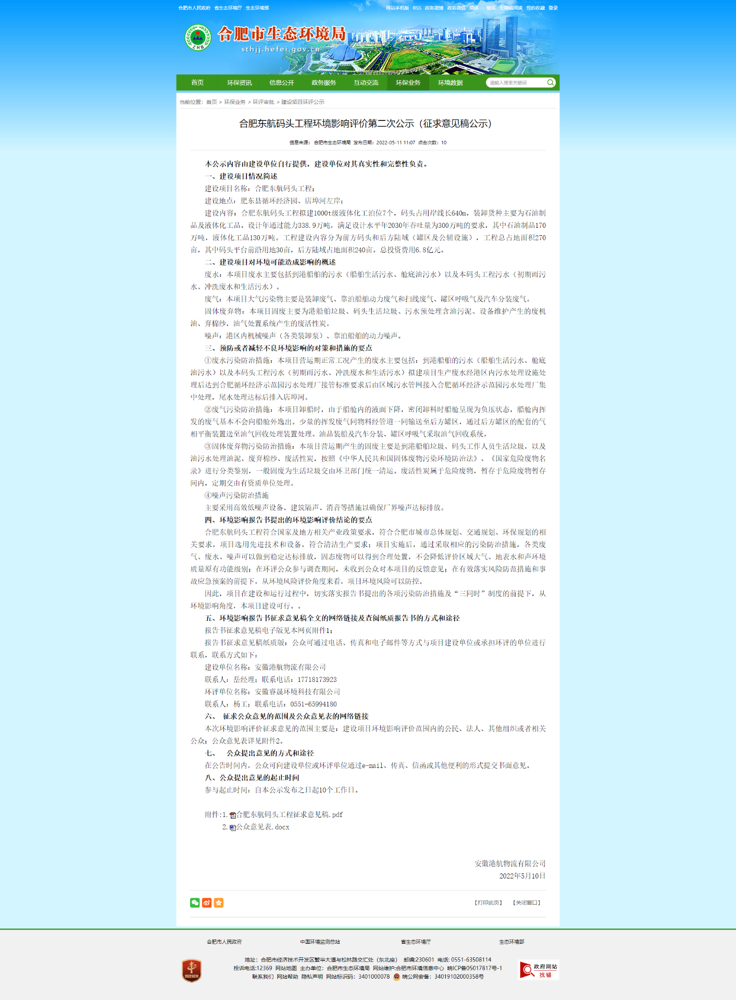 合肥市人民政府 省生态环境厅 生态环境部
网站手机版 RSS 政务微博 政务微信 简体 -- 繁体 无障碍阅读 我的收藏 登录
ZHB
合肥市生态环境局
sthjj.hefei.gov.cn
首页 环保资讯 信息公开 政务服务 互动交流 环保业务 环境数据 请输入搜索关键词
当前位置：首页 > 环保业务 > 环评审批 > 建设项目环评公示
合肥东航码头工程环境影响评价第二次公示（征求意见稿公示）
信息来源： 合肥市生态环境局 发布日期：2022-05-11 11:07 点击次数：10
本公示内容由建设单位自行提供，建设单位对其真实性和完整性负责。
一、建设项目情况简述
建设项目名称：合肥东航码头工程；
建设地点：肥东县循环经济园、店埠河左岸；
建设内容：合肥东航码头工程拟建1000t级液体化工泊位7个，码头占用岸线长640m，装卸货种主要为石油制
品及液体化工品。设计年通过能力338.9万吨，满足设计水平年2030年吞吐量为300万吨的要求，其中石油制品170
万吨，液体化工品130万吨。工程建设内容分为前方码头和后方陆域（罐区及公辅设施），工程总占地面积270
亩，其中码头平台前沿用地30亩，后方陆域占地面积240亩。总投资费用6.8亿元。
二、建设项目对环境可能造成影响的概述
废水：本项目废水主要包括到港船舶的污水（船舶生活污水、舱底油污水）以及本码头工程污水（初期雨污
水、冲洗废水和生活污水）。
废气：本项目大气污染物主要是装卸废气、靠泊船舶动力废气和扫线废气、罐区呼吸气及汽车分装废气。
固体废弃物：本项目固废主要为港船舶垃圾、码头生活垃圾、污水预处理含油污泥、设备维护产生的废机
油、弃棉纱，油气处置系统产生的废活性炭。
噪声：港区内机械噪声（各类装卸泵）、靠泊船舶的动力噪声。
三、预防或者减轻不良环境影响的对策和措施的要点
①废水污染防治措施：本项目营运期正常工况产生的废水主要包括：到港船舶的污水（船舶生活污水、舱底
油污水）以及本码头工程污水（初期雨污水、冲洗废水和生活污水）拟建项目生产废水经港区内污水处理设施处
理后达到合肥循环经济示范园污水处理厂接管标准要求后由区域污水管网接入合肥循环经济示范园污水处理厂集
中处理，尾水处理达标后排入店埠河。
②废气污染防治措施：本项目卸船时，由于船舱内的液面下降，密闭卸料时船舱呈现为负压状态，船舱内挥
发的废气基本不会向船舱外逸出。少量的挥发废气同物料经管道一同输送至后方罐区，通过后方罐区的配套的气
相平衡装置送至油气回收处理装置处理。油品装船及汽车分装、罐区呼吸气采取油气回收系统。
③固体废弃物污染防治措施：本项目营运期产生的固废主要是到港船舶垃圾、码头工作人员生活垃圾，以及
油污水处理油泥、废弃棉纱、废活性炭，按照《中华人民共和国固体废物污染环境防治法》、《国家危险废物名
录》进行分类鉴别，一般固废为生活垃圾交由环卫部门统一清运。废活性炭属于危险废物，暂存于危险废物暂存
间内，定期交由有资质单位处理。
④噪声污染防治措施
主要采用高效低噪声设备、建筑隔声、消音等措施以确保厂界噪声达标排放。
四、环境影响报告书提出的环境影响评价结论的要点
合肥东航码头工程符合国家及地方相关产业政策要求，符合合肥市城市总体规划、交通规划、环保规划的相
关要求，项目选用先进技术和设备，符合清洁生产要求；项目实施后，通过采取相应的污染防治措施，各类废
气、废水、噪声可以做到稳定达标排放，固态废物可以得到合理处置，不会降低评价区域大气、地表水和声环境
质量原有功能级别；在环评公众参与调查期间，未收到公众对本项目的反馈意见；在有效落实风险防范措施和事
故应急预案的前提下，从环境风险评价角度来看，项目环境风险可以防控。
因此，项目在建设和运行过程中，切实落实报告书提出的各项污染防治措施及“三同时”制度的前提下，从
环境影响角度，本项目建设可行。。
五、环境影响报告书征求意见稿全文的网络链接及查阅纸质报告书的方式和途径
报告书征求意见稿电子版见本网页附件1；
报告书征求意见稿纸质版：公众可通过电话、传真和电子邮件等方式与项目建设单位或承担环评的单位进行
联系，联系方式如下：
建设单位名称：安徽港航物流有限公司
联系人：岳经理；联系电话：17718173923
环评单位名称：安徽睿晟环境科技有限公司
联系人：杨工；联系电话：0551-65994180
六、 征求公众意见的范围及公众意见表的网络链接
本次环境影响评价征求意见的范围主要是：建设项目环境影响评价范围内的公民、法人、其他组织或者相关
公众；公众意见表详见附件2。
七、 公众提出意见的方式和途径
在公告时间内，公众可向建设单位或环评单位通过e-mail、传真、信函或其他便利的形式提交书面意见。
八、公众提出意见的起止时间
参与起止时间：自本公示发布之日起10个工作日。
附件:1.合肥东航码头工程征求意见稿.pdf
2.公众意见表.docx
安徽港航物流有限公司
2022年5月10日
【打印此页】 【关闭窗口】
合肥市人民政府 中国环境监测总站 省生态环境厅 生态环境部
地址：合肥市经济技术开发区繁华大道与松林路交汇处（东北座） 邮编:230601 电话: 0551-63508114
投诉电话:12369 网站地图 主办单位：合肥市生态环境局 网站维护:合肥市环境信息中心 皖ICP备05017817号-1
联系我们 网站帮助 隐私声明 网站标识码：3401000078 皖公网安备：34019102000358号
党政机关
政府网站
找错